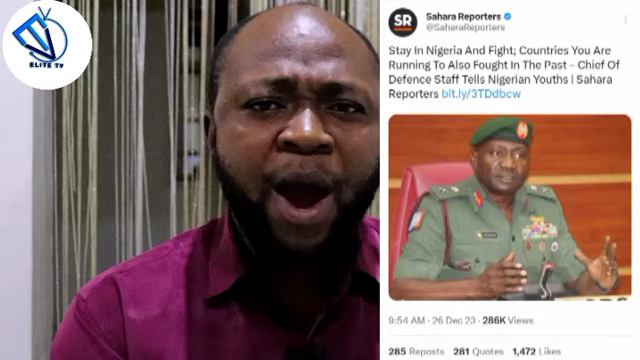 ELITE TV
Sahara Reporters
@SaharaReporters
Stay In Nigeria And Fight; Countries You Are
Running To Also Fought In The Past – Chief Of
Defence Staff Tells Nigerian Youths | Sahara
Reporters bit.ly/3TDdbcw
9:54 AM · 26 Dec 23 · 286K Views
285 Reposts 281 Quotes 1,472 Likes